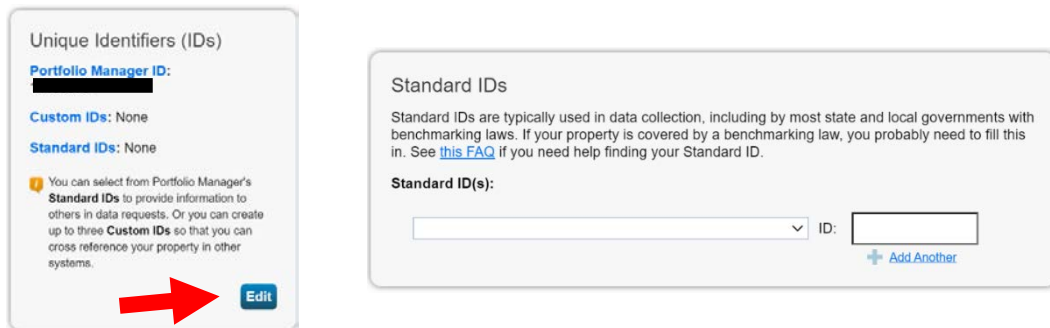 Unique Identifiers (IDs)
Portfolio Manager ID:
Custom IDs: None
Standard IDs: None
You can select from Portfolio Manager's
Standard IDs to provide information to
others in data requests. Or you can create
up to three Custom IDs so that you can
cross reference your property in other
systems.
Edit
Standard IDs
Standard IDs are typically used in data collection, including by most state and local governments with
benchmarking laws. If your property is covered by a benchmarking law, you probably need to fill this
in. See this FAQ if you need help finding your Standard ID.
Standard ID(s):
ID:
Add Another